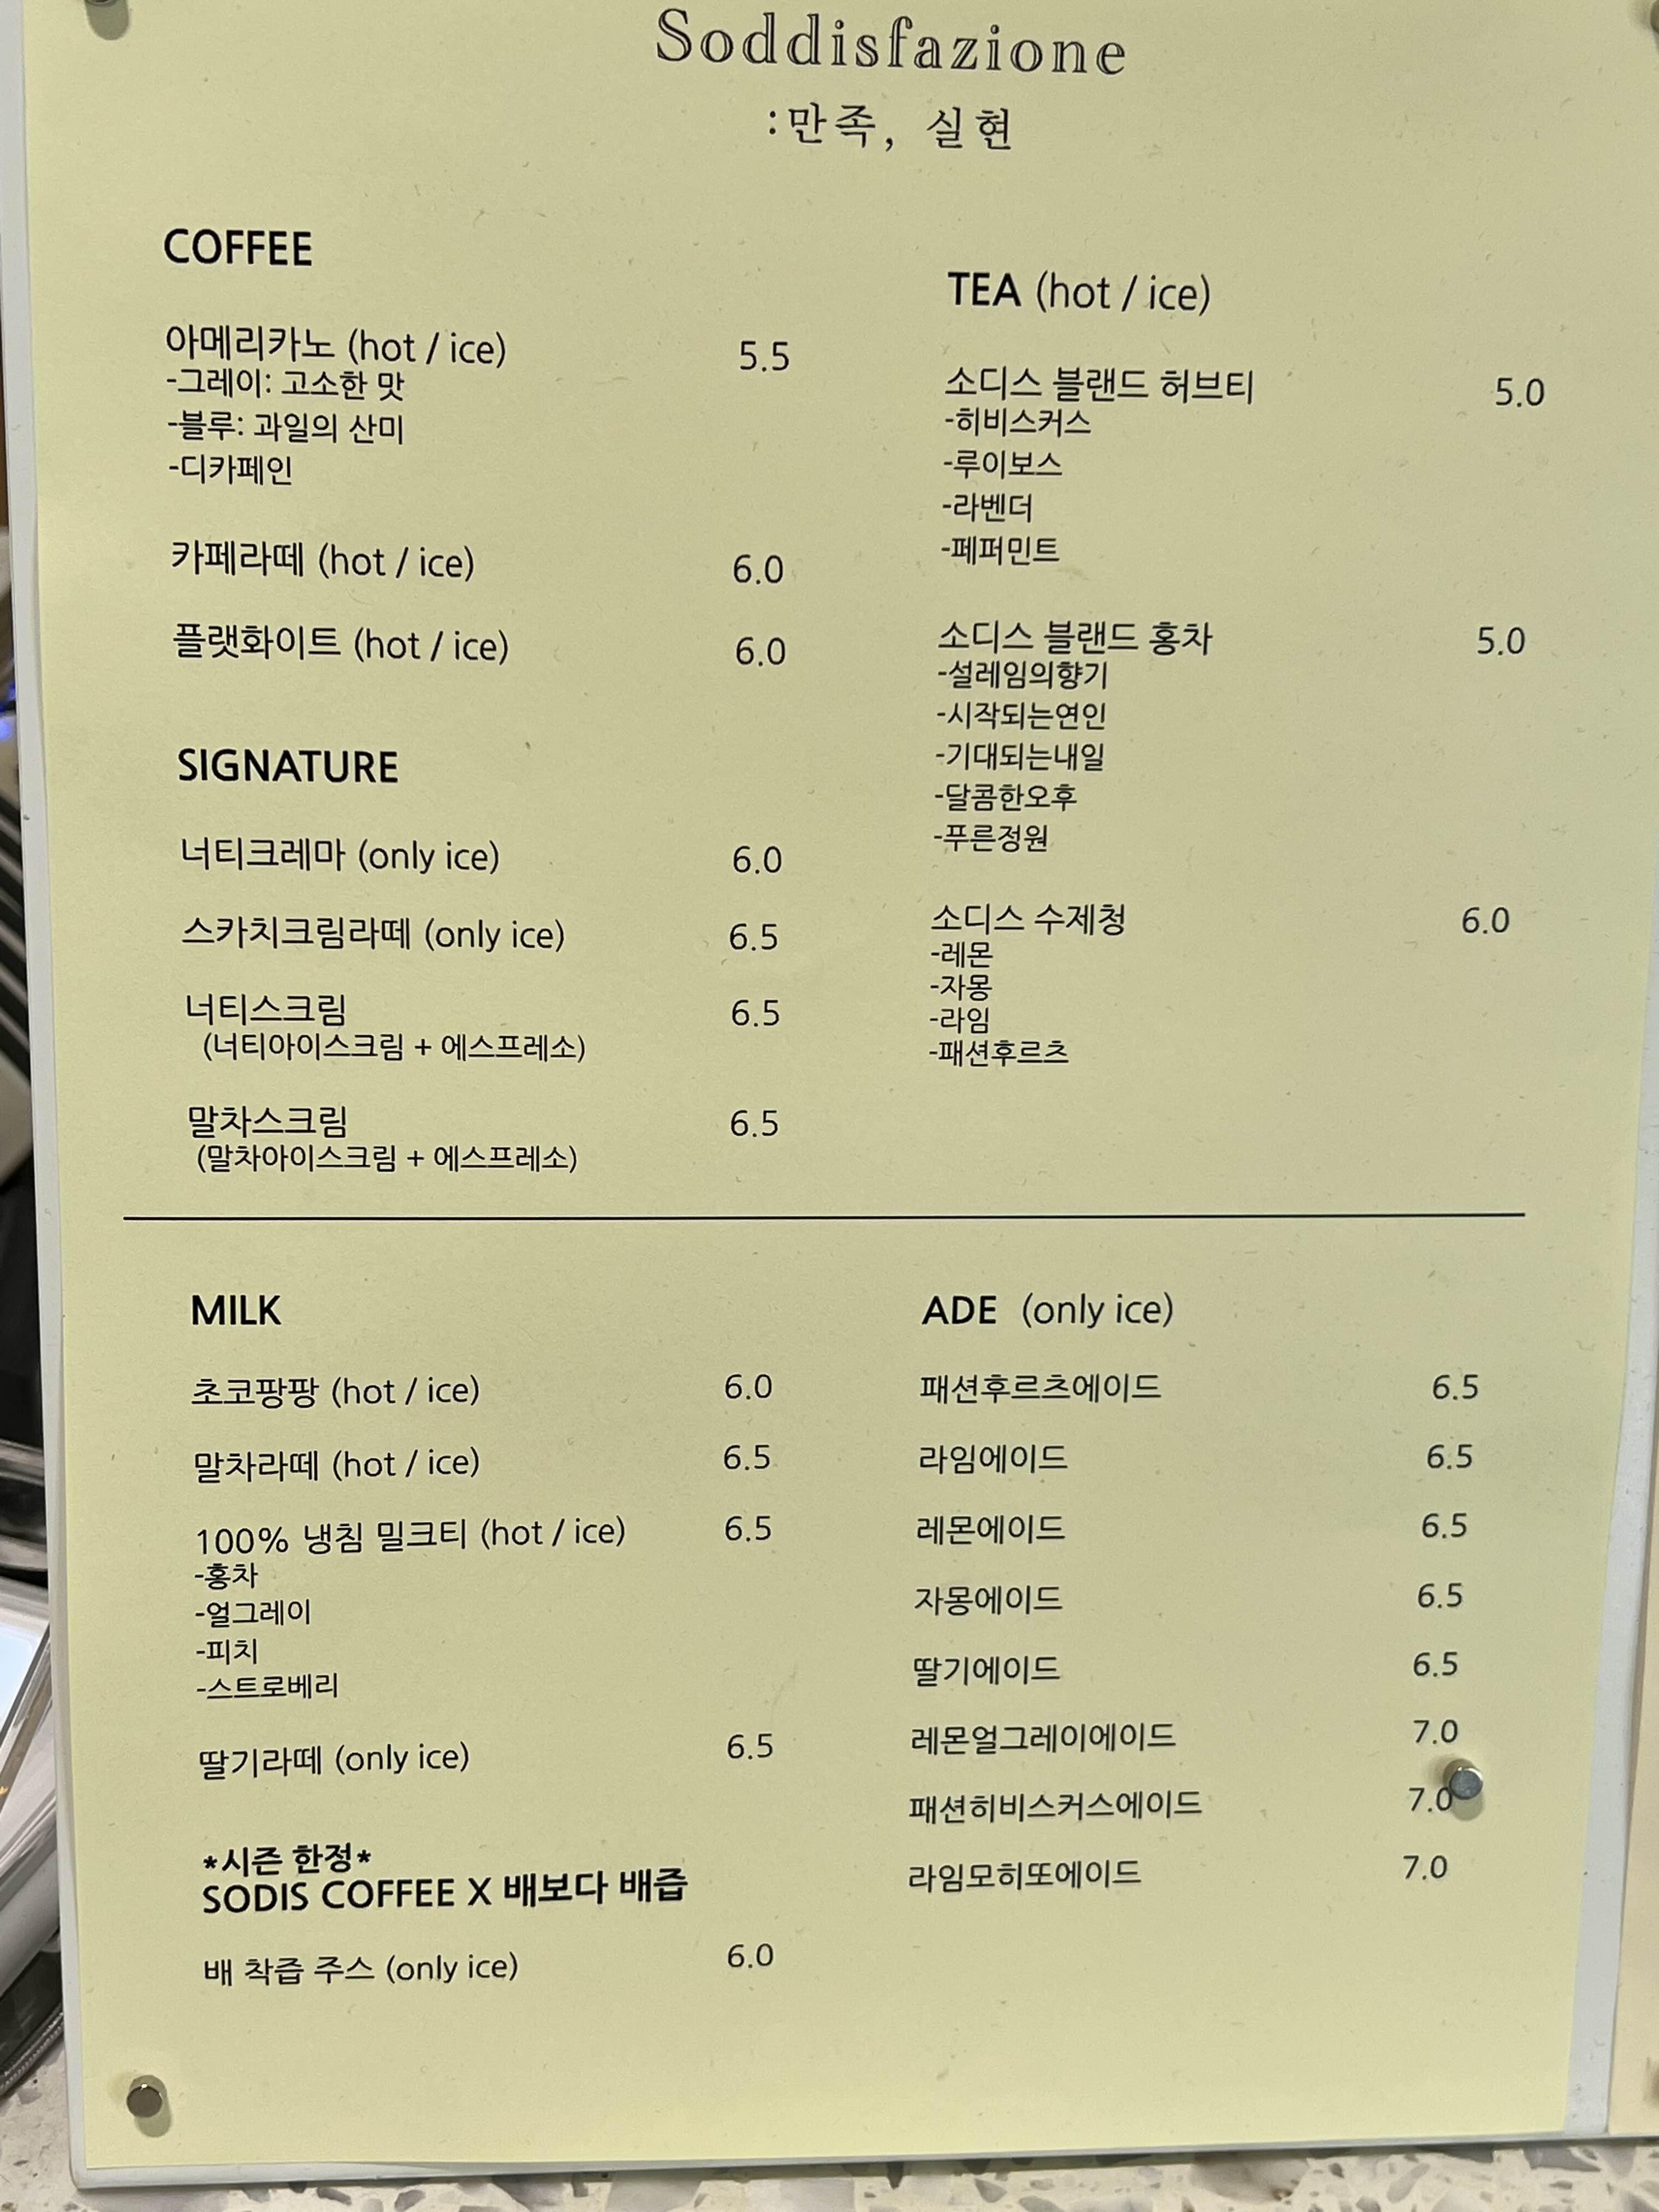 Soddisfazione
:만족, 실현
COFFEE
아메리카노 (hot / ice) 5.5
-그레이: 고소한 맛
-블루: 과일의 산미
-디카페인
카페라떼 (hot / ice) 6.0
플랫화이트 (hot / ice) 6.0
SIGNATURE
너티크레마 (only ice) 6.0
스카치크림라떼 (only ice) 6.5
너티스크림 6.5
(너티아이스크림 + 에스프레소)
말차스크림 6.5
(말차아이스크림 + 에스프레소)
TEA (hot / ice)
소디스 블랜드 허브티 5.0
-히비스커스
-루이보스
-라벤더
-페퍼민트
소디스 블랜드 홍차 5.0
-설레임의향기
-시작되는연인
-기대되는내일
-달콤한오후
-푸른정원
소디스 수제청 6.0
-레몬
-자몽
-라임
-패션후르츠
MILK
초코팡팡 (hot / ice) 6.0
말차라떼 (hot / ice) 6.5
100% 냉침 밀크티 (hot / ice) 6.5
-홍차
-얼그레이
-피치
-스트로베리
딸기라떼 (only ice) 6.5
*시즌 한정*
SODIS COFFEE X 배보다 배즙
배 착즙 주스 (only ice) 6.0
ADE (only ice)
패션후르츠에이드 6.5
라임에이드 6.5
레몬에이드 6.5
자몽에이드 6.5
딸기에이드 6.5
레몬얼그레이에이드 7.0
패션히비스커스에이드 7.0
라임모히또에이드 7.0